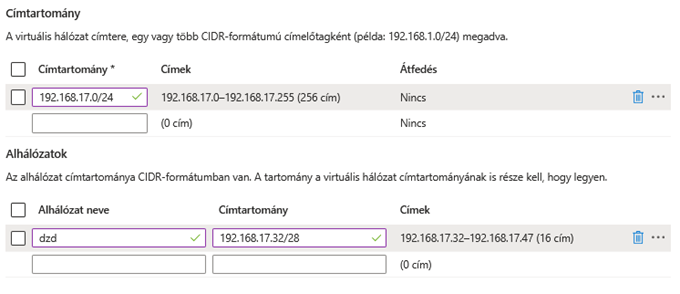 Címtartomány
A virtuális hálózat címtere, egy vagy több CIDR-formátumú címelőtagként (példa: 192.168.1.0/24) megadva.
Címtartomány * Címek Átfedés
192.168.17.0/24 192.168.17.0–192.168.17.255 (256 cím) Nincs
(0 cím) Nincs
Alhálózatok
Az alhálózat címtartománya CIDR-formátumban van. A tartomány a virtuális hálózat címtartományának is része kell, hogy legyen.
Alhálózat neve Címtartomány Címek
dzd 192.168.17.32/28 192.168.17.32–192.168.17.47 (16 cím)
(0 cím)